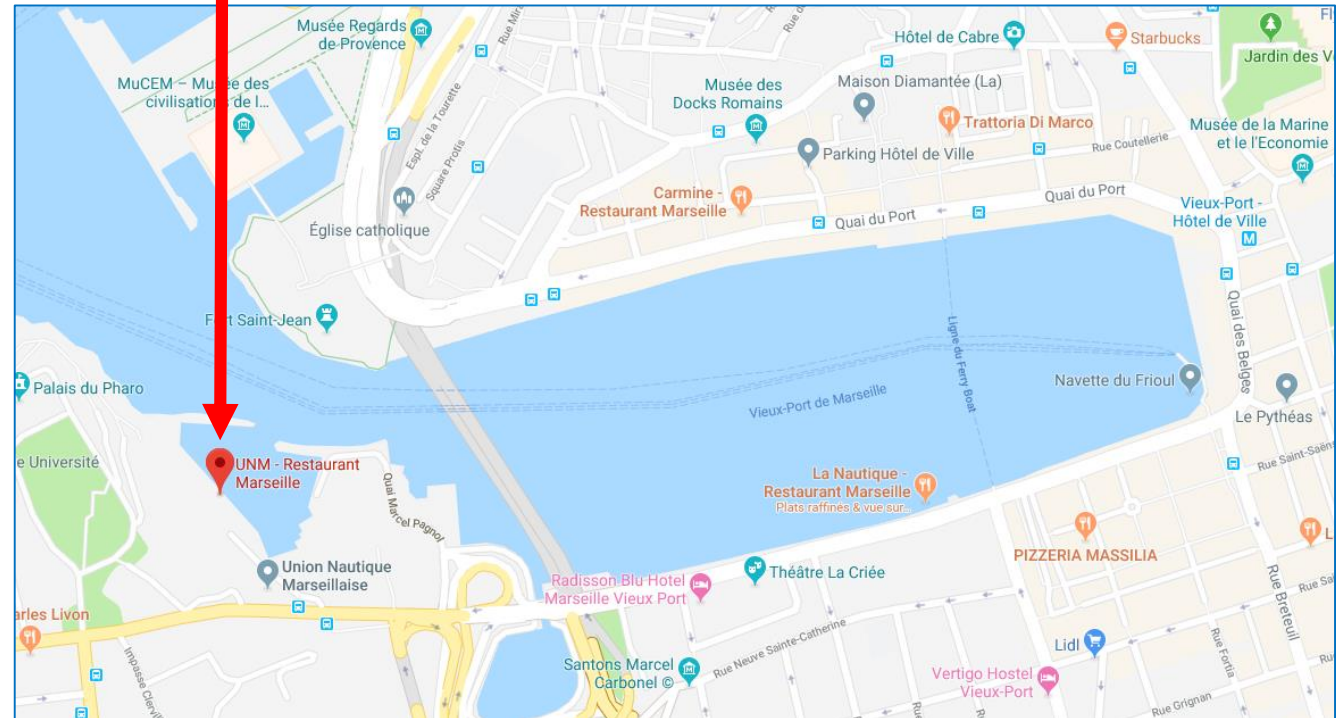 Musée Regards
de Provence
Rue Mira
Hôtel de Cabre
Starbucks
Jardin des V
MuCEM – Musée des
civilisations de l...
Espl. de la Tourette
Square Protis
Musée des
Docks Romains
Maison Diamantée (La)
Trattoria Di Marco
Musée de la Marine
et le l'Economie
Parking Hôtel de Ville
Rue Coutellerie
Carmine -
Restaurant Marseille
Quai du Port
Quai du Port
Vieux-Port -
Hôtel de Ville
M
Église catholique
Fort Saint-Jean
Ligne du Ferry Boat
Quai des Belges
Palais du Pharo
Vieux-Port de Marseille
Navette du Frioul
Le Pythéas
e Université
UNM - Restaurant
Marseille
Quai Marcel Pagnol
La Nautique -
Restaurant Marseille
Plats raffinés & vue sur...
Rue Saint-Saëns
PIZZERIA MASSILIA
L
Union Nautique
Marseillaise
Radisson Blu Hotel
Marseille Vieux Port
Théâtre La Criée
Rue Breteuil
Rue Sai
arles Livon
Impasse Clerville
Santons Marcel
Carbonel ©
Rue Neuve Sainte-Catherine
Lidl
Rue Fortia
Vertigo Hostel
Vieux-Port
Rue Grignan